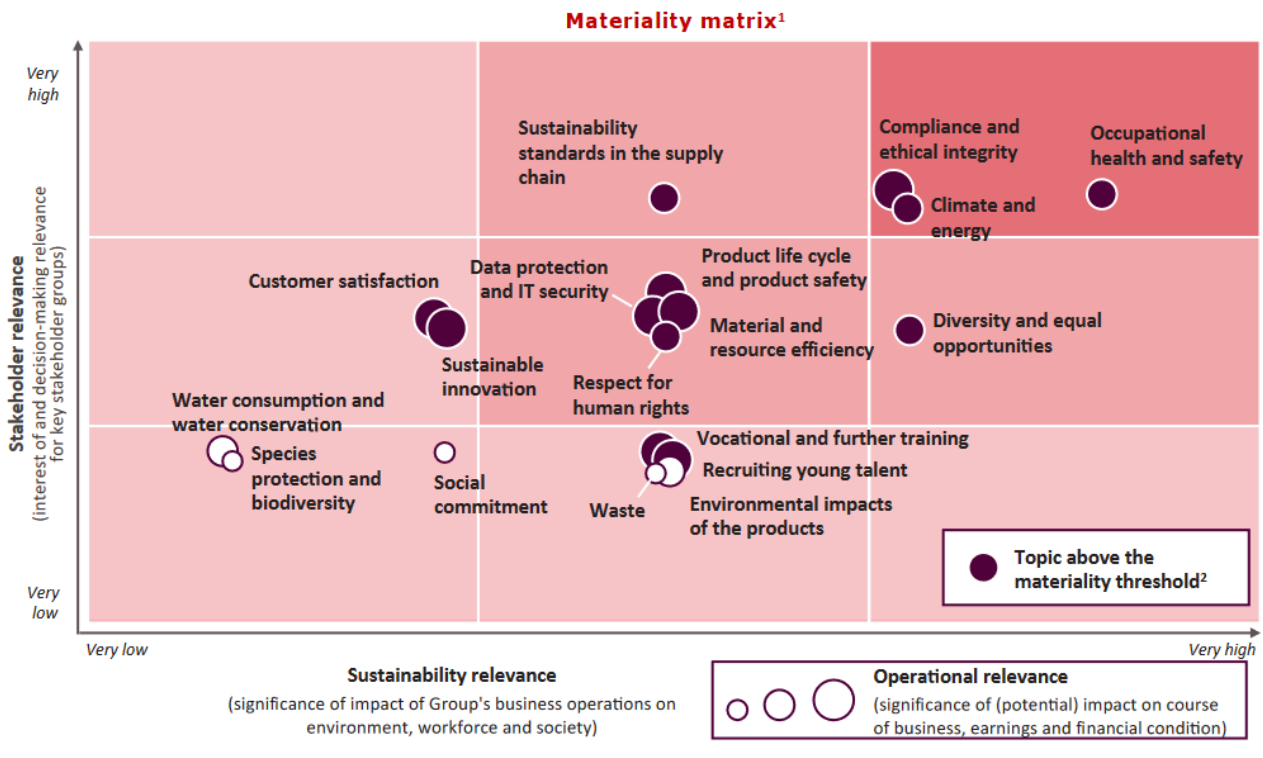 Materiality matrix¹
Very
high
Stakeholder relevance
(interest of and decision-making relevance
for key stakeholder groups)
Very
low
Sustainability
standards in the supply
chain
Compliance and
ethical integrity
Occupational
health and safety
Climate and
energy
Customer satisfaction
Data protection
and IT security
Product life cycle
and product safety
Material and
resource efficiency
Diversity and equal
opportunities
Sustainable
innovation
Respect for
human rights
Water consumption and
water conservation
Species
protection and
biodiversity
Social
commitment
Vocational and further training
Recruiting young talent
Waste
Environmental impacts
of the products
Topic above the
materiality threshold²
Very low
Very high
Sustainability relevance
(significance of impact of Group's business operations on
environment, workforce and society)
Operational relevance
(significance of (potential) impact on course
of business, earnings and financial condition)